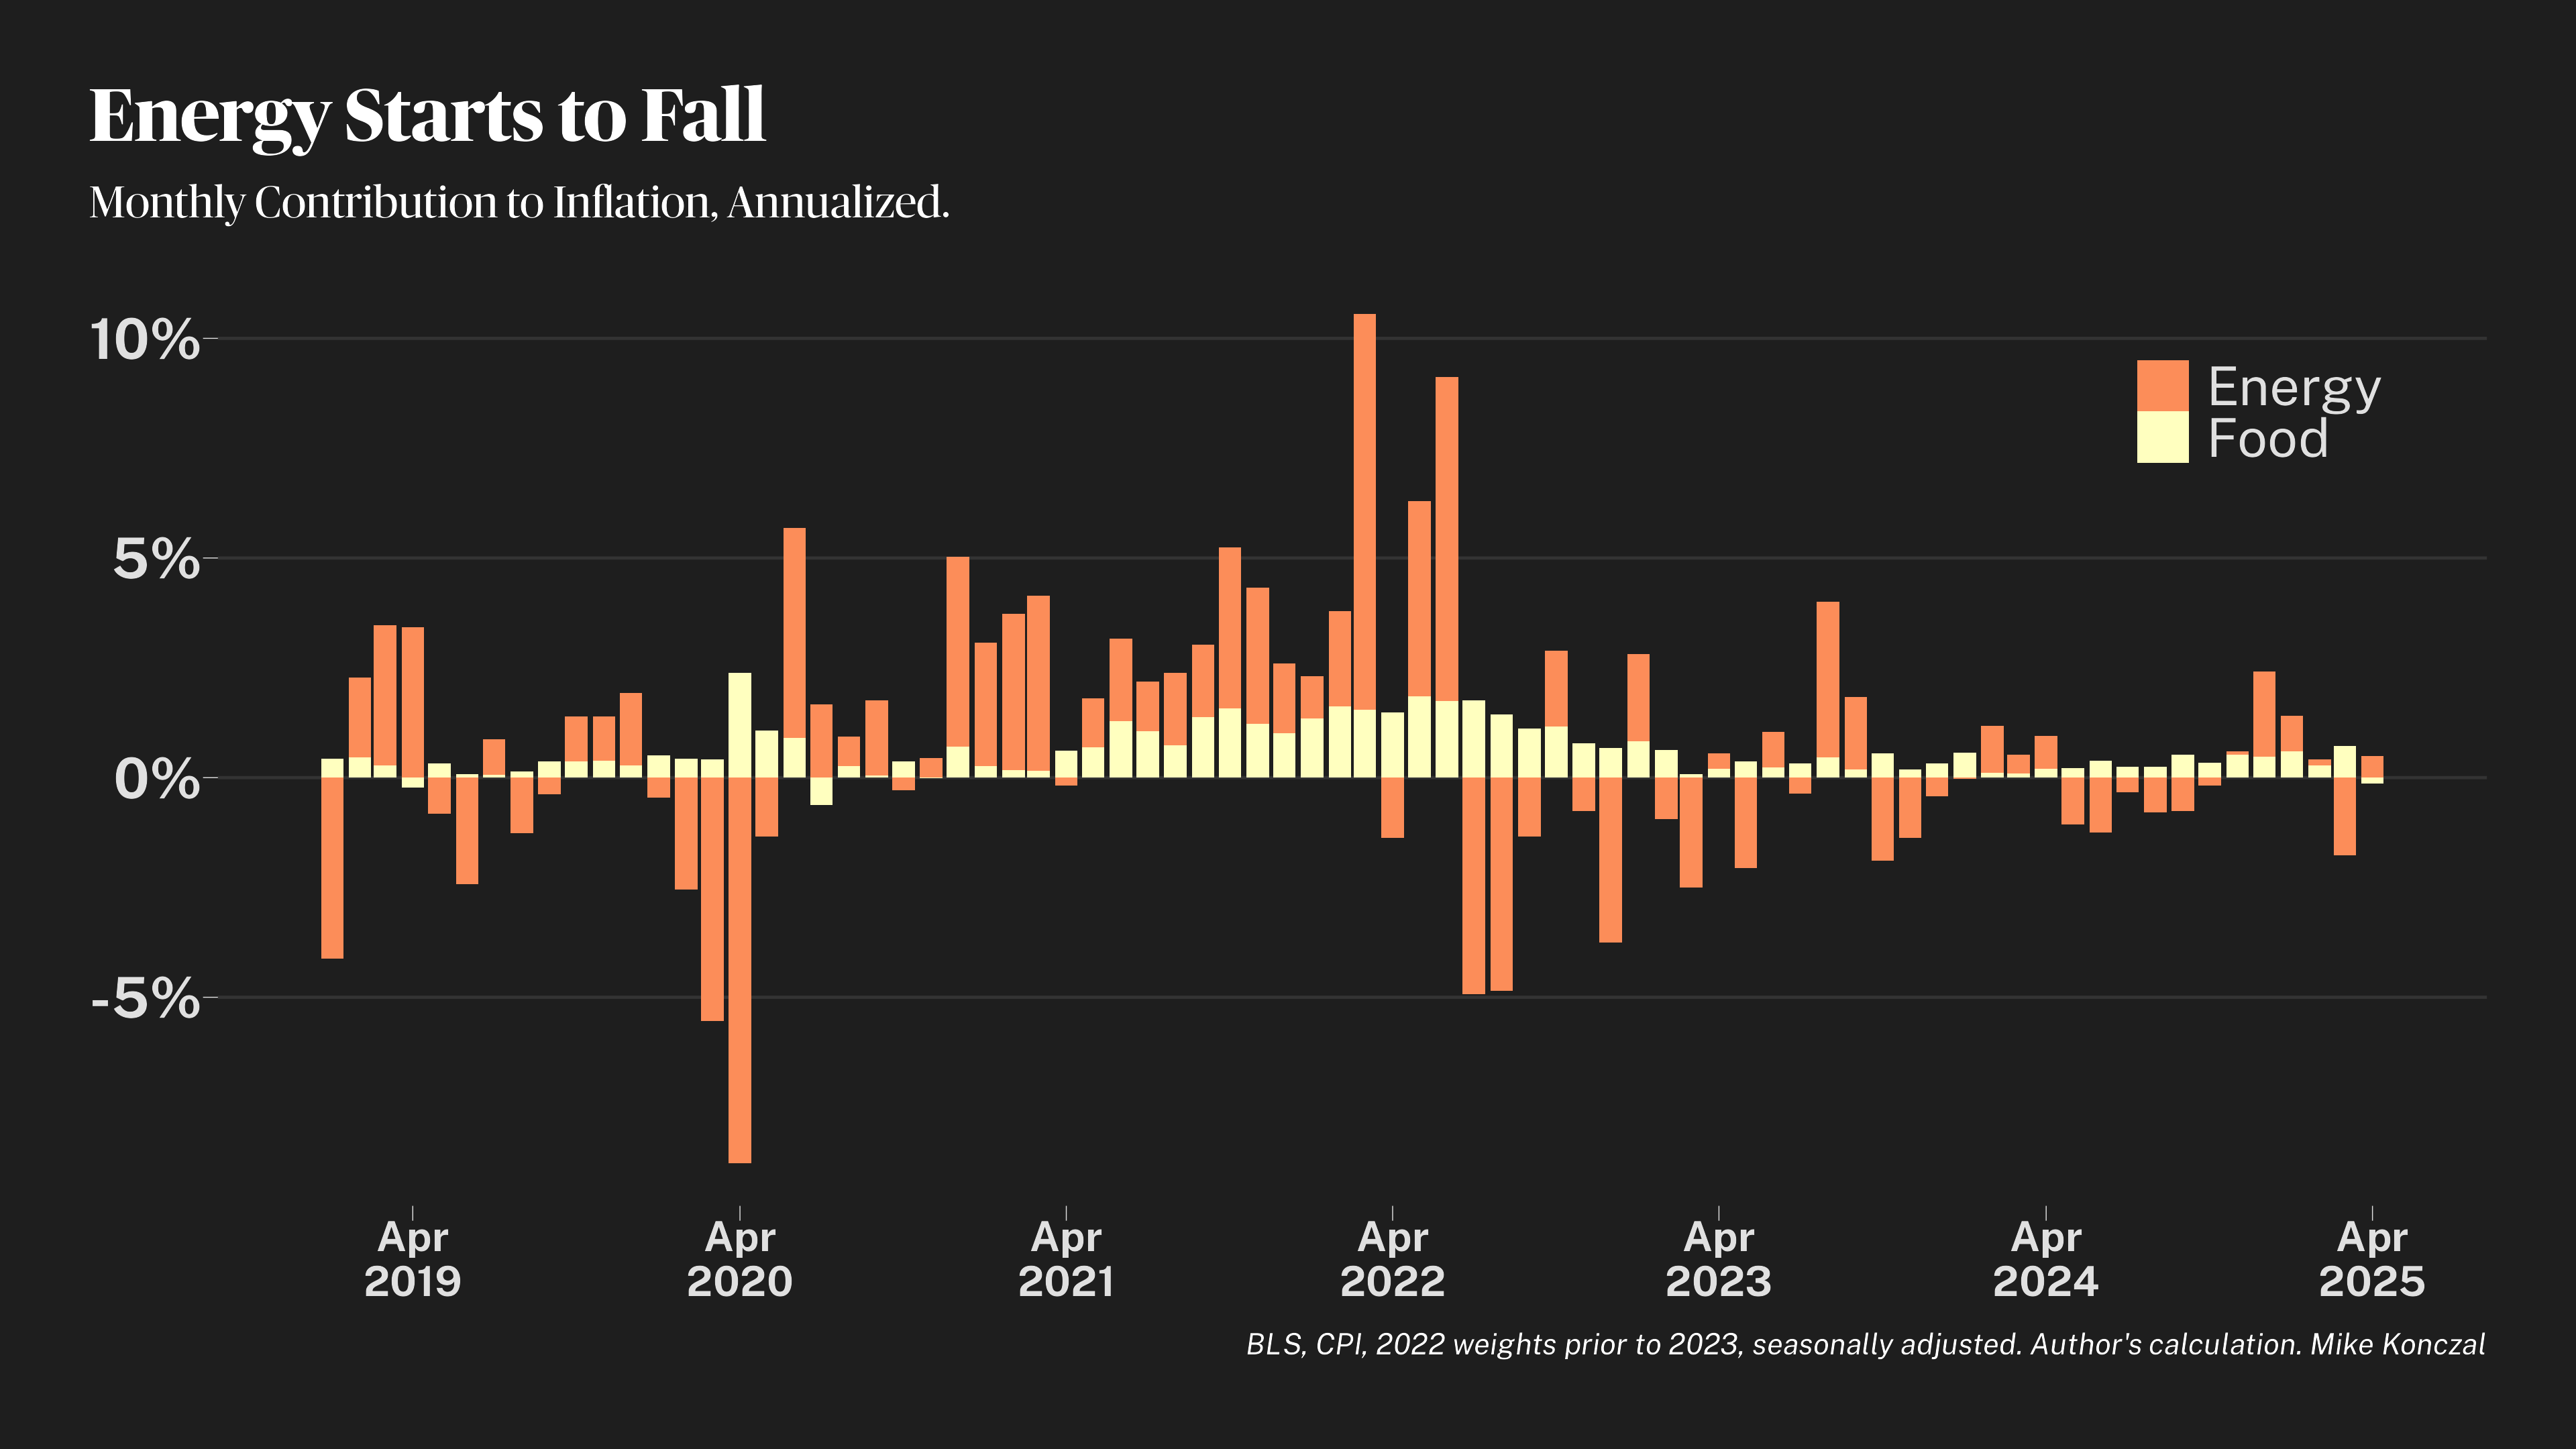 Energy Starts to Fall
Monthly Contribution to Inflation, Annualized.
10%
5%
0%
-5%
Energy
Food
Apr 2019
Apr 2020
Apr 2021
Apr 2022
Apr 2023
Apr 2024
Apr 2025
BLS, CPI, 2022 weights prior to 2023, seasonally adjusted. Author's calculation. Mike Konczal